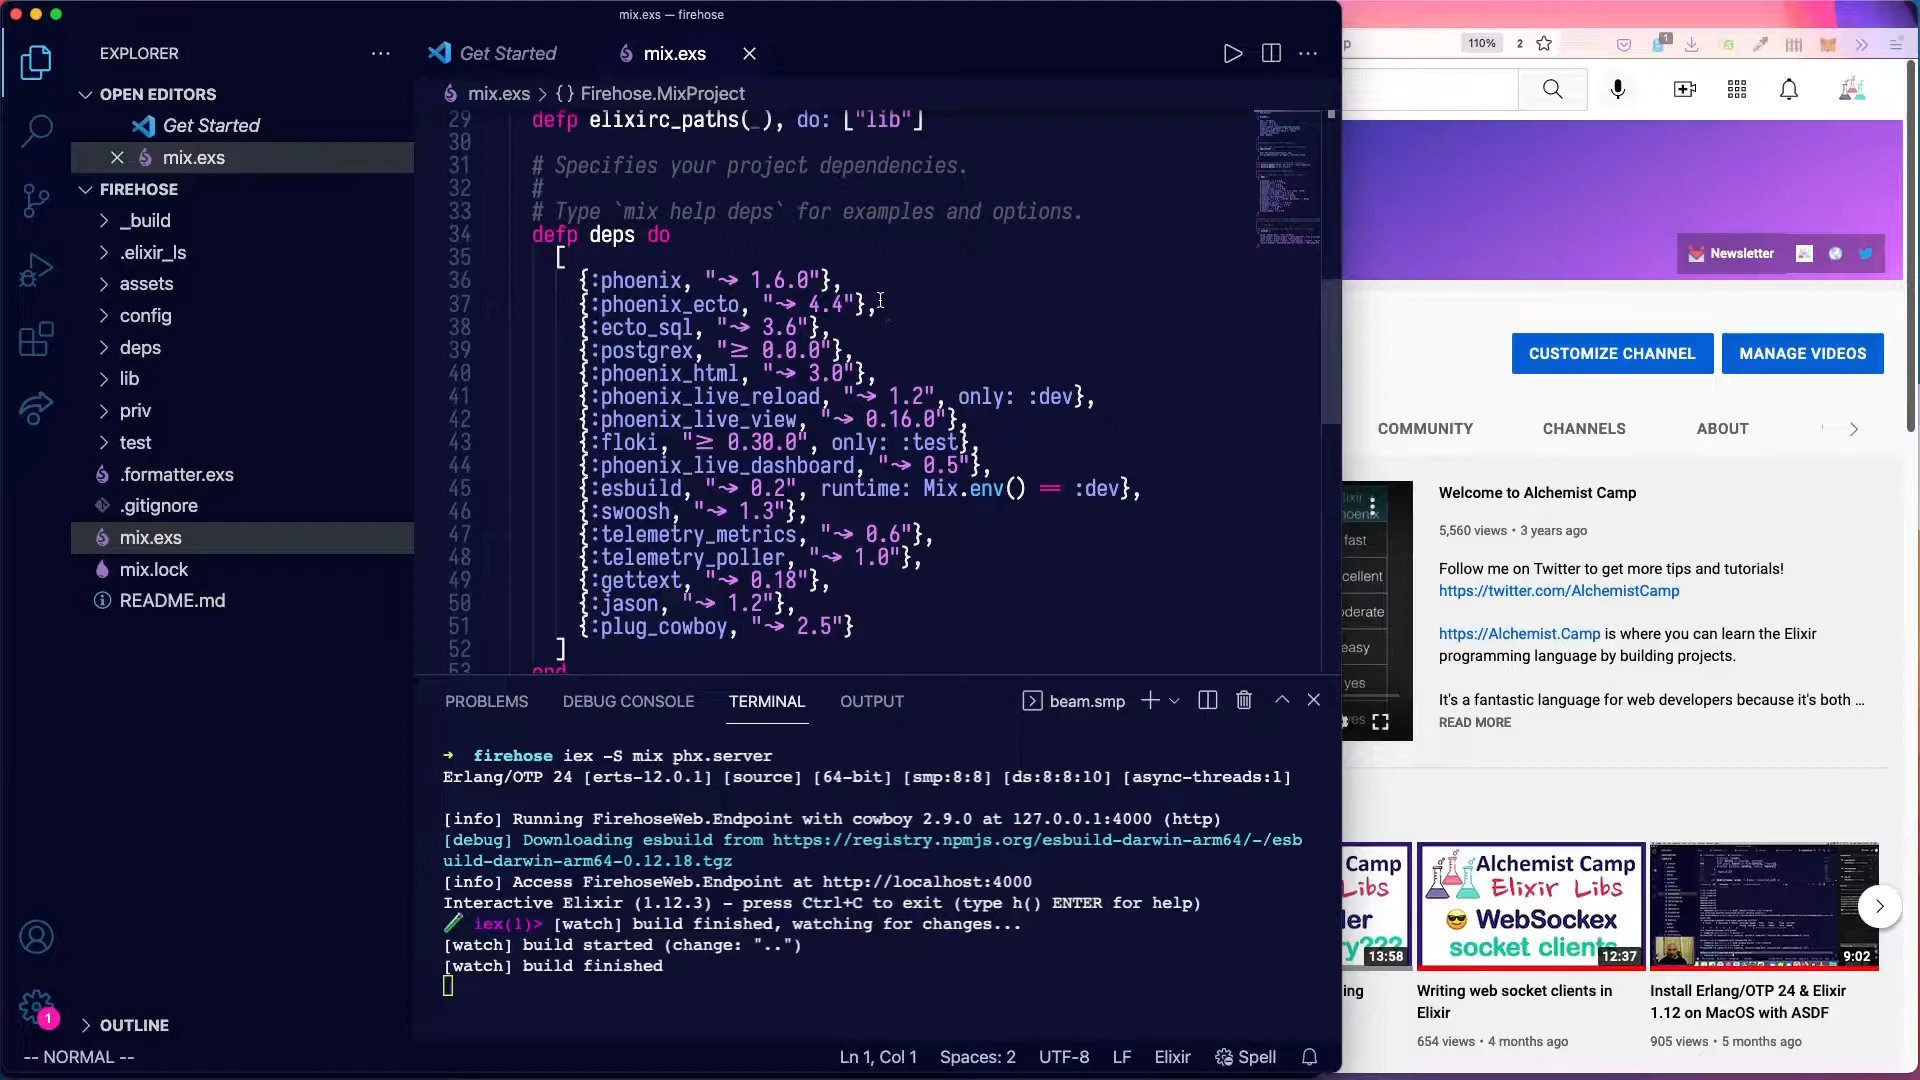 mix.exs — firehose
EXPLORER
OPEN EDITORS
Get Started
mix.exs
FIREHOSE
_build
.elixir_ls
assets
config
deps
lib
priv
test
.formatter.exs
.gitignore
mix.exs
mix.lock
README.md
1
OUTLINE
-- NORMAL --
Get Started
mix.exs
mix.exs > {} Firehose.MixProject
29 defp elixirc_paths(_), do: ["lib"]
30
31 # Specifies your project dependencies.
32 #
33 # Type `mix help deps` for examples and options.
34 defp deps do
35 [
36 {:phoenix, "~> 1.6.0"},
37 {:phoenix_ecto, "~> 4.4"},
38 {:ecto_sql, "~> 3.6"},
39 {:postgrex, "≥ 0.0.0"},
40 {:phoenix_html, "~> 3.0"},
41 {:phoenix_live_reload, "~> 1.2", only: :dev},
42 {:phoenix_live_view, "~> 0.16.0"},
43 {:floki, "≥ 0.30.0", only: :test},
44 {:phoenix_live_dashboard, "~> 0.5"},
45 {:esbuild, "~> 0.2", runtime: Mix.env() == :dev},
46 {:swoosh, "~> 1.3"},
47 {:telemetry_metrics, "~> 0.6"},
48 {:telemetry_poller, "~> 1.0"},
49 {:gettext, "~> 0.18"},
50 {:jason, "~> 1.2"},
51 {:plug_cowboy, "~> 2.5"}
52 ]
53 end
PROBLEMS DEBUG CONSOLE TERMINAL OUTPUT beam.smp
→ firehose iex -S mix phx.server
Erlang/OTP 24 [erts-12.0.1] [source] [64-bit] [smp:8:8] [ds:8:8:10] [async-threads:1]
[info] Running FirehoseWeb.Endpoint with cowboy 2.9.0 at 127.0.0.1:4000 (http)
[debug] Downloading esbuild from https://registry.npmjs.org/esbuild-darwin-arm64/-/esb
uild-darwin-arm64-0.12.18.tgz
[info] Access FirehoseWeb.Endpoint at http://localhost:4000
Interactive Elixir (1.12.3) - press Ctrl+C to exit (type h() ENTER for help)
iex(1)> [watch] build finished, watching for changes...
[watch] build started (change: "..")
[watch] build finished
Ln 1, Col 1 Spaces: 2 UTF-8 LF Elixir Spell
p 110% 2
1
Newsletter
CUSTOMIZE CHANNEL MANAGE VIDEOS
COMMUNITY CHANNELS ABOUT
fast
Welcome to Alchemist Camp
5,560 views • 3 years ago
Follow me on Twitter to get more tips and tutorials!
https://twitter.com/AlchemistCamp
https://Alchemist.Camp is where you can learn the Elixir
programming language by building projects.
It's a fantastic language for web developers because it's both ...
READ MORE
cellent
oderate
easy
yes
yes
Camp
Libs
ler
ry???
13:58
ing
Alchemist Camp
Elixir Libs
WebSockex
socket clients
12:37
Writing web socket clients in
Elixir
654 views • 4 months ago
9:02
Install Erlang/OTP 24 & Elixir
1.12 on MacOS with ASDF
905 views • 5 months ago